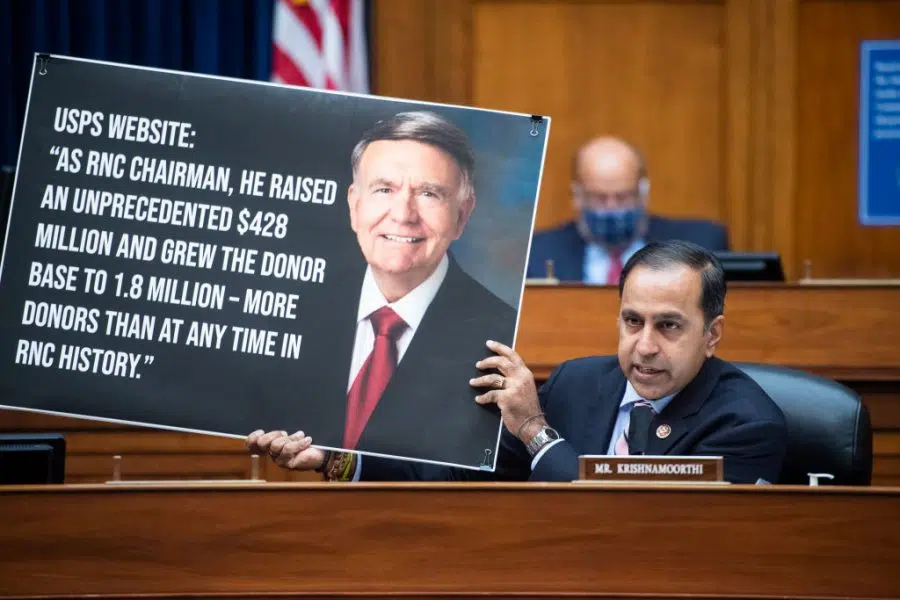 USPS WEBSITE:
“AS RNC CHAIRMAN, HE RAISED
AN UNPRECEDENTED $428
MILLION AND GREW THE DONOR
BASE TO 1.8 MILLION – MORE
DONORS THAN AT ANY TIME IN
RNC HISTORY.”
MR. KRISHNAMOORTHI